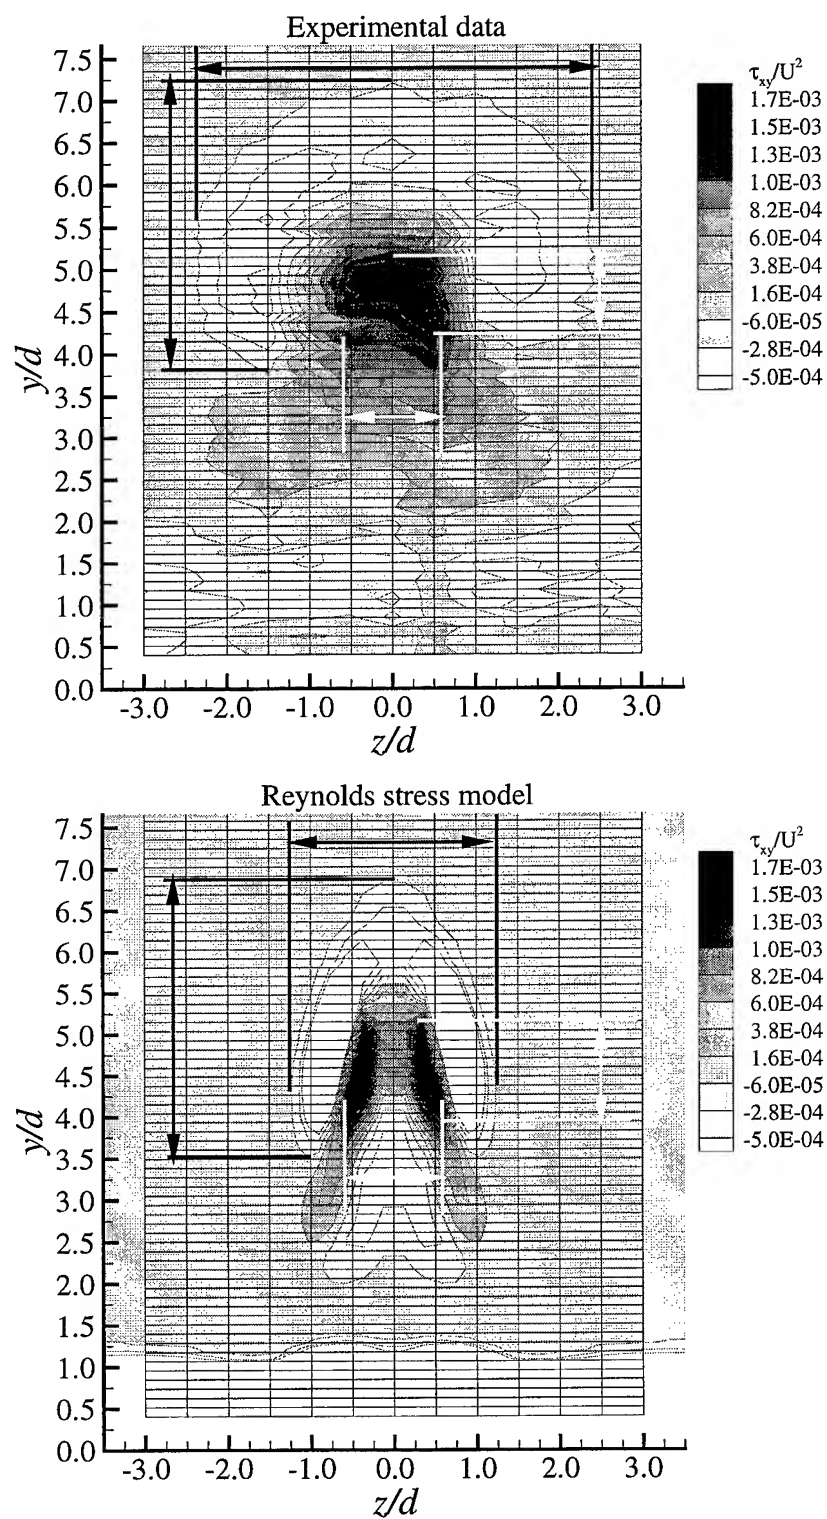 Experimental data
7.5
7.0
6.5
6.0
5.5
5.0
4.5
4.0
3.5
3.0
2.5
2.0
1.5
1.0
0.5
0.0
y/d
-3.0 -2.0 -1.0 0.0 1.0 2.0 3.0
z/d
τxy/U²
1.7E-03
1.5E-03
1.3E-03
1.0E-03
8.2E-04
6.0E-04
3.8E-04
1.6E-04
-6.0E-05
-2.8E-04
-5.0E-04
Reynolds stress model
7.5
7.0
6.5
6.0
5.5
5.0
4.5
4.0
3.5
3.0
2.5
2.0
1.5
1.0
0.5
0.0
y/d
-3.0 -2.0 -1.0 0.0 1.0 2.0 3.0
z/d
τxy/U²
1.7E-03
1.5E-03
1.3E-03
1.0E-03
8.2E-04
6.0E-04
3.8E-04
1.6E-04
-6.0E-05
-2.8E-04
-5.0E-04